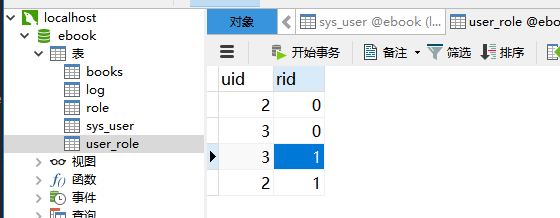 localhost
ebook
表
books
log
role
sys_user
user_role
视图
函数
事件
查询
对象
sys_user @ebook (l...
user_role @eboo
开始事务
备注
筛选
排序
uid rid
2 0
3 0
3 1
2 1